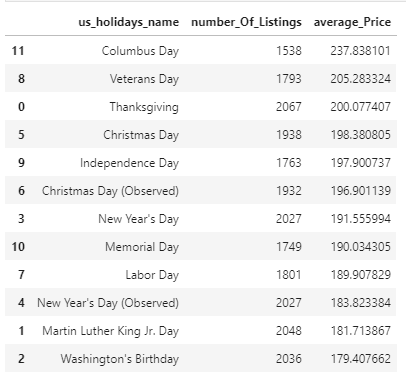 us_holidays_name number_Of_Listings average_Price
11 Columbus Day 1538 237.838101
8 Veterans Day 1793 205.283324
0 Thanksgiving 2067 200.077407
5 Christmas Day 1938 198.380805
9 Independence Day 1763 197.900737
6 Christmas Day (Observed) 1932 196.901139
3 New Year's Day 2027 191.555994
10 Memorial Day 1749 190.034305
7 Labor Day 1801 189.907829
4 New Year's Day (Observed) 2027 183.823384
1 Martin Luther King Jr. Day 2048 181.713867
2 Washington's Birthday 2036 179.407662